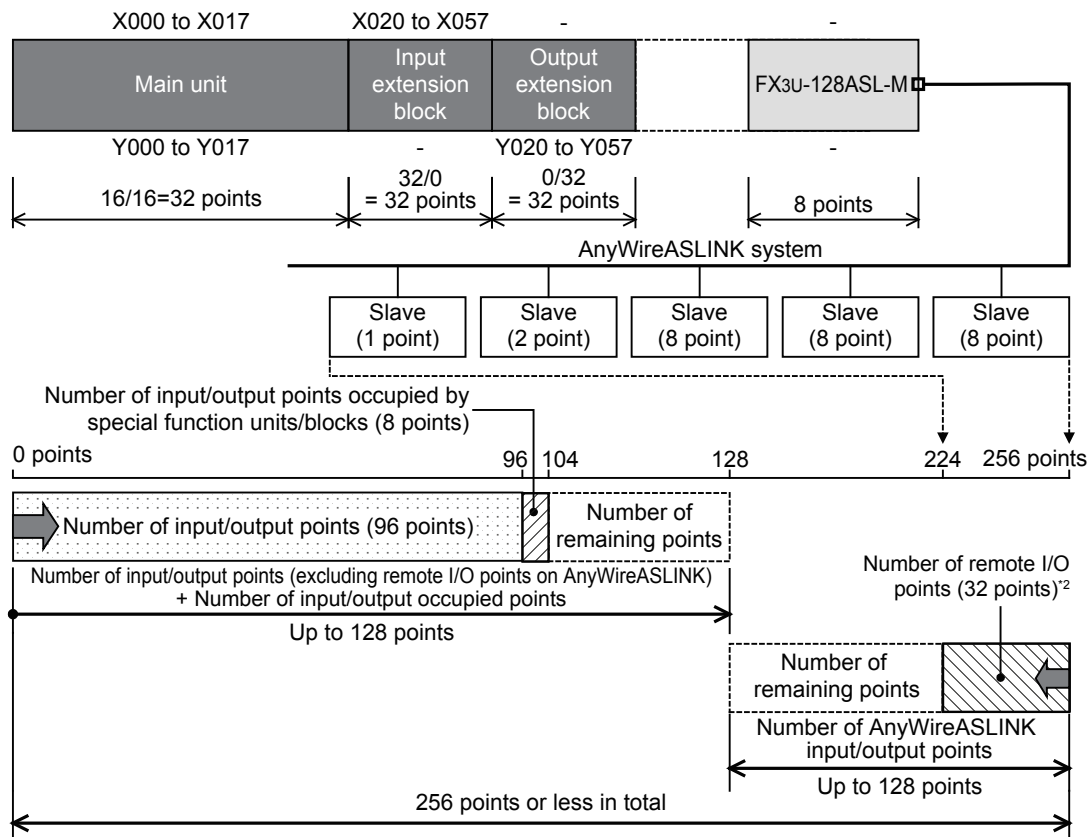 X000 to X017 X020 to X057 - -
Main unit
Input
extension
block
Output
extension
block
FX3U-128ASL-M
Y000 to Y017 - Y020 to Y057 -
16/16=32 points
32/0
= 32 points
0/32
= 32 points
8 points
AnyWireASLINK system
Slave
(1 point)
Slave
(2 point)
Slave
(8 point)
Slave
(8 point)
Slave
(8 point)
Number of input/output points occupied by
special function units/blocks (8 points)
0 points 96 104 128 224 256 points
Number of input/output points (96 points)
Number of
remaining points
Number of input/output points (excluding remote I/O points on AnyWireASLINK)
+ Number of input/output occupied points
Up to 128 points
Number of remote I/O
points (32 points)*2
Number of
remaining points
Number of AnyWireASLINK
input/output points
Up to 128 points
256 points or less in total